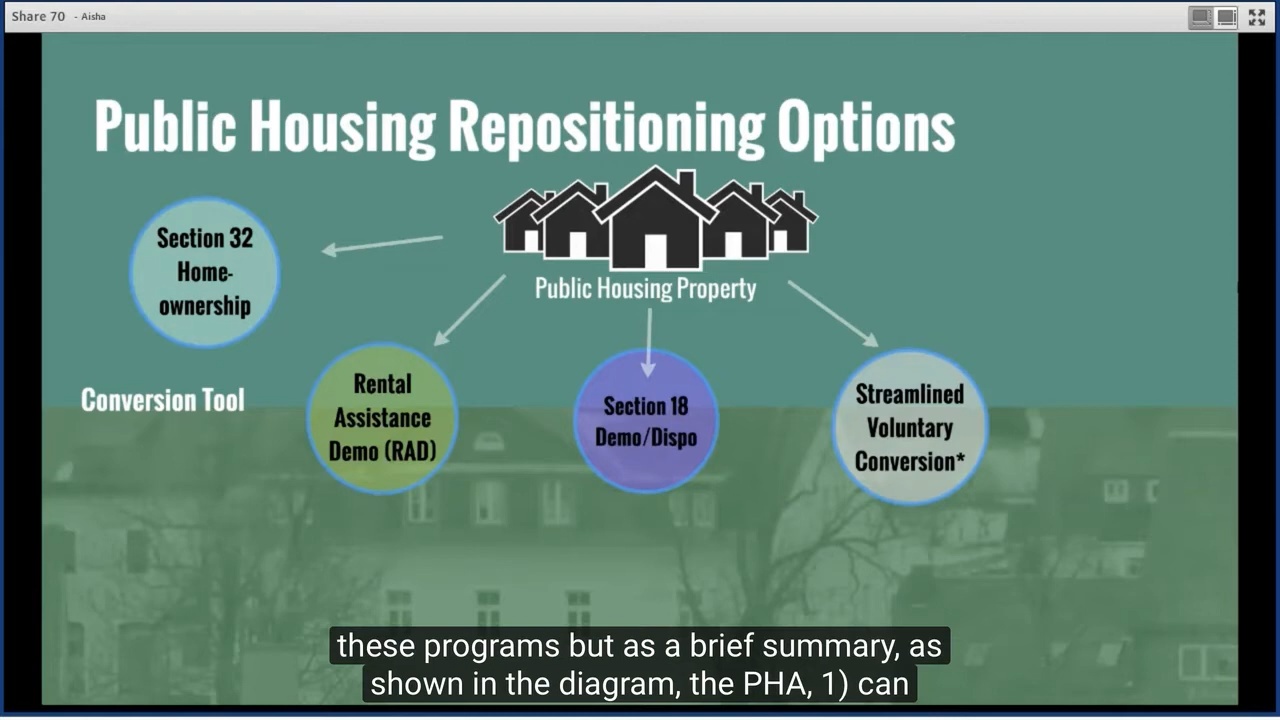 Share 70 - Aisha
Public Housing Repositioning Options
Section 32
Home-
ownership
Public Housing Property
Conversion Tool
Rental
Assistance
Demo (RAD)
Section 18
Demo/Dispo
Streamlined
Voluntary
Conversion*
these programs but as a brief summary, as
shown in the diagram, the PHA, 1) can